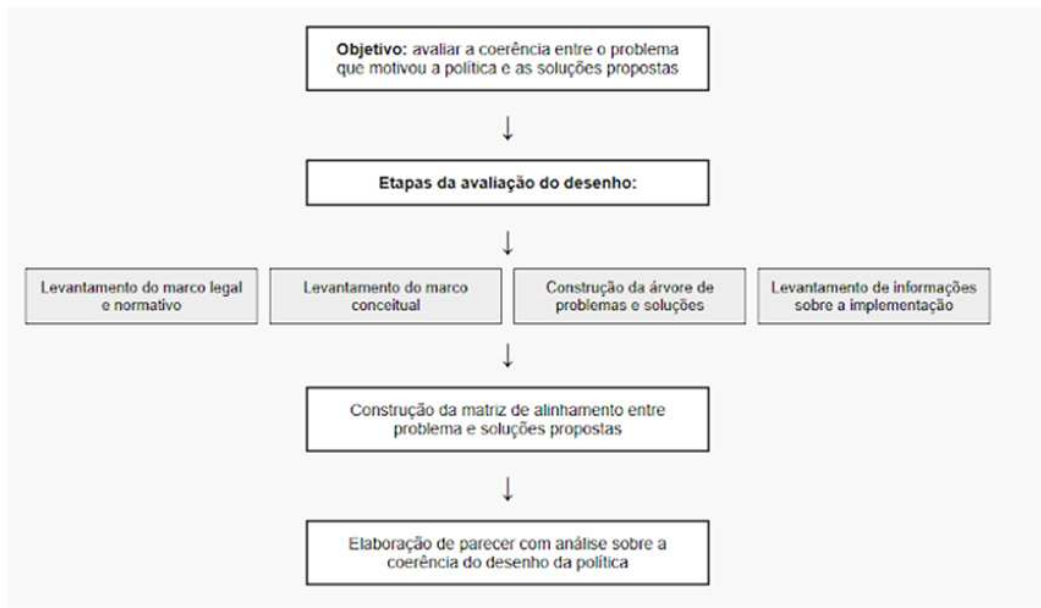 Objetivo: avaliar a coerência entre o problema
que motivou a política e as soluções propostas
Etapas da avaliação do desenho:
Levantamento do marco legal
e normativo
Levantamento do marco
conceitual
Construção da árvore de
problemas e soluções
Levantamento de informações
sobre a implementação
Construção da matriz de alinhamento entre
problema e soluções propostas
Elaboração de parecer com análise sobre a
coerência do desenho da política